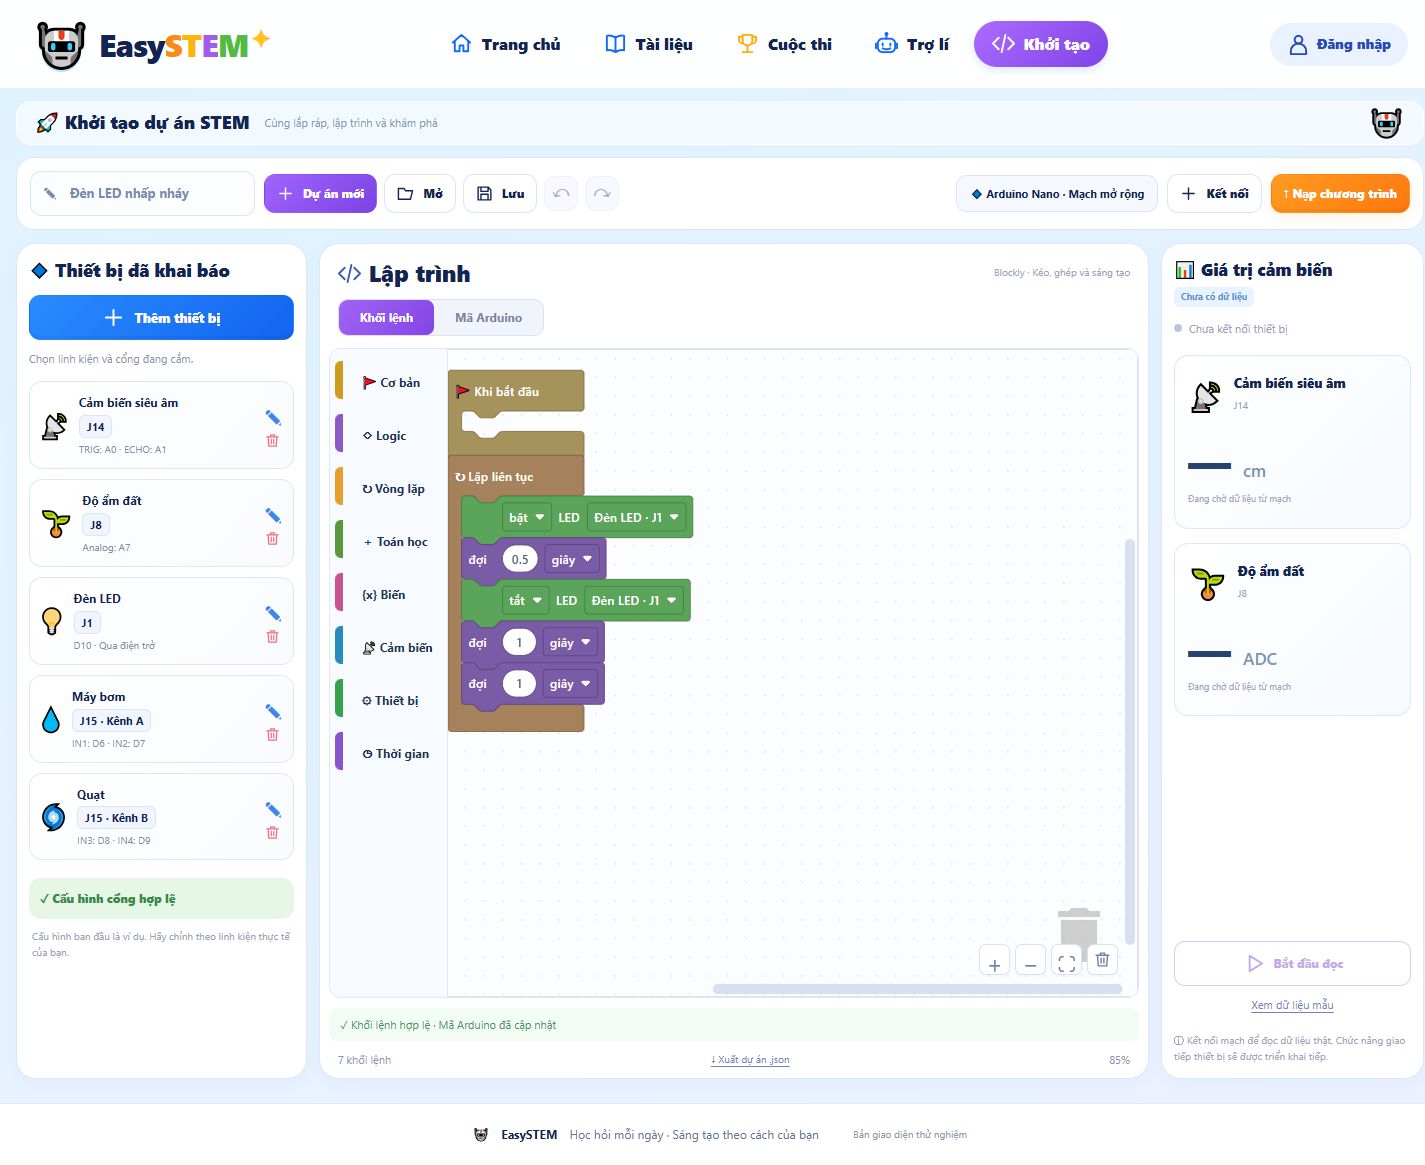 EasySTEM
Trang chủ
Tài liệu
Cuộc thi
Trợ lí
</> Khởi tạo
Đăng nhập
Khởi tạo dự án STEM
Cùng lắp ráp, lập trình và khám phá
Đèn LED nhấp nháy
+ Dự án mới
Mở
Lưu
Arduino Nano · Mạch mở rộng
+ Kết nối
↑ Nạp chương trình
Thiết bị đã khai báo
+ Thêm thiết bị
Chọn linh kiện và cổng đang cắm.
Cảm biến siêu âm
J14
TRIG: A0 · ECHO: A1
Độ ẩm đất
J8
Analog: A7
Đèn LED
J1
D10 · Qua điện trở
Máy bơm
J15 · Kênh A
IN1: D6 · IN2: D7
Quạt
J15 · Kênh B
IN3: D8 · IN4: D9
✓ Cấu hình cổng hợp lệ
Cấu hình ban đầu là ví dụ. Hãy chỉnh theo linh kiện thực tế
của bạn.
</> Lập trình
Blockly · Kéo, ghép và sáng tạo
Khối lệnh
Mã Arduino
Cơ bản
Logic
↻ Vòng lặp
+ Toán học
{x} Biến
Cảm biến
⚙ Thiết bị
Thời gian
Khi bắt đầu
↻ Lặp liên tục
bật ▼ LED Đèn LED · J1 ▼
đợi 0.5 giây ▼
tắt ▼ LED Đèn LED · J1 ▼
đợi 1 giây ▼
đợi 1 giây ▼
✓ Khối lệnh hợp lệ · Mã Arduino đã cập nhật
7 khối lệnh
↓ Xuất dự án .json
85%
Giá trị cảm biến
Chưa có dữ liệu
Chưa kết nối thiết bị
Cảm biến siêu âm
J14
— cm
Đang chờ dữ liệu từ mạch
Độ ẩm đất
J8
— ADC
Đang chờ dữ liệu từ mạch
Bắt đầu đọc
Xem dữ liệu mẫu
ⓘ Kết nối mạch để đọc dữ liệu thật. Chức năng giao
tiếp thiết bị sẽ được triển khai tiếp.
EasySTEM
Học hỏi mỗi ngày · Sáng tạo theo cách của bạn
Bản giao diện thử nghiệm